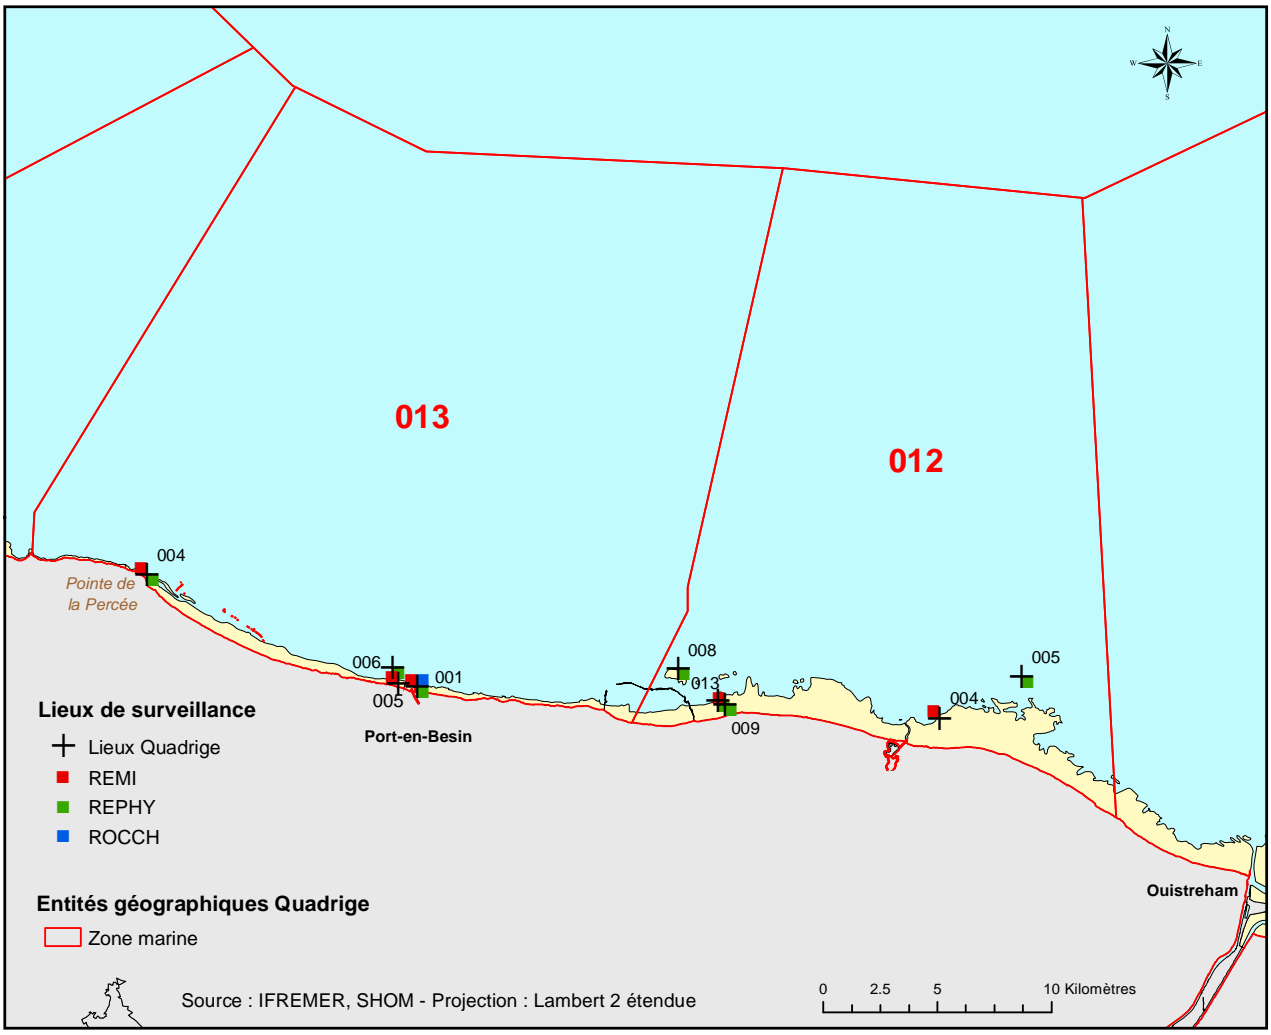 N
W
E
S
013
012
004
Pointe de
la Percée
006
001
005
008
013
009
005
004
Port-en-Besin
Ouistreham
Lieux de surveillance
Lieux Quadrige
REMI
REPHY
ROCCH
Entités géographiques Quadrige
Zone marine
Source : IFREMER, SHOM - Projection : Lambert 2 étendue
0 2.5 5 10 Kilomètres